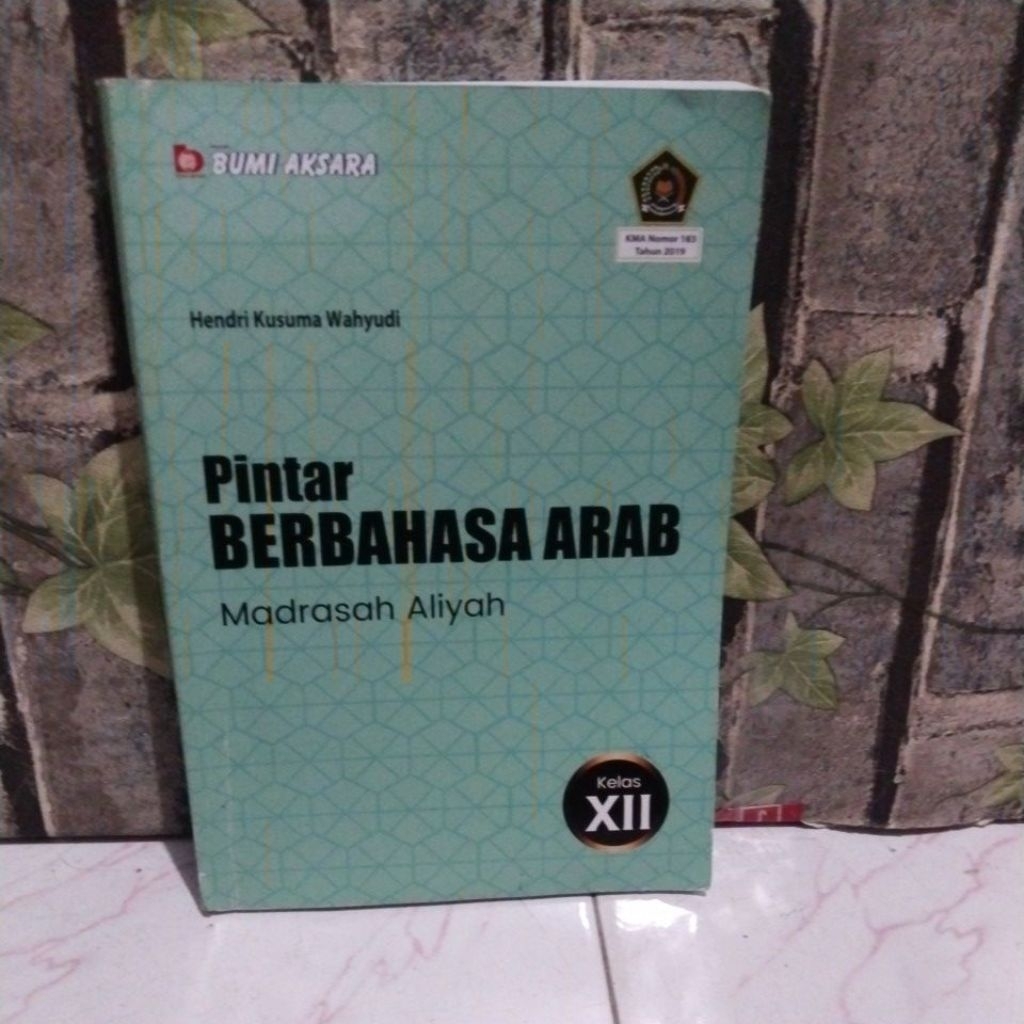 BUMI AKSARA
KMA Nomor 183
Tahun 2019
Hendri Kusuma Wahyudi
Pintar
BERBAHASA ARAB
Madrasah Aliyah
Kelas
XII